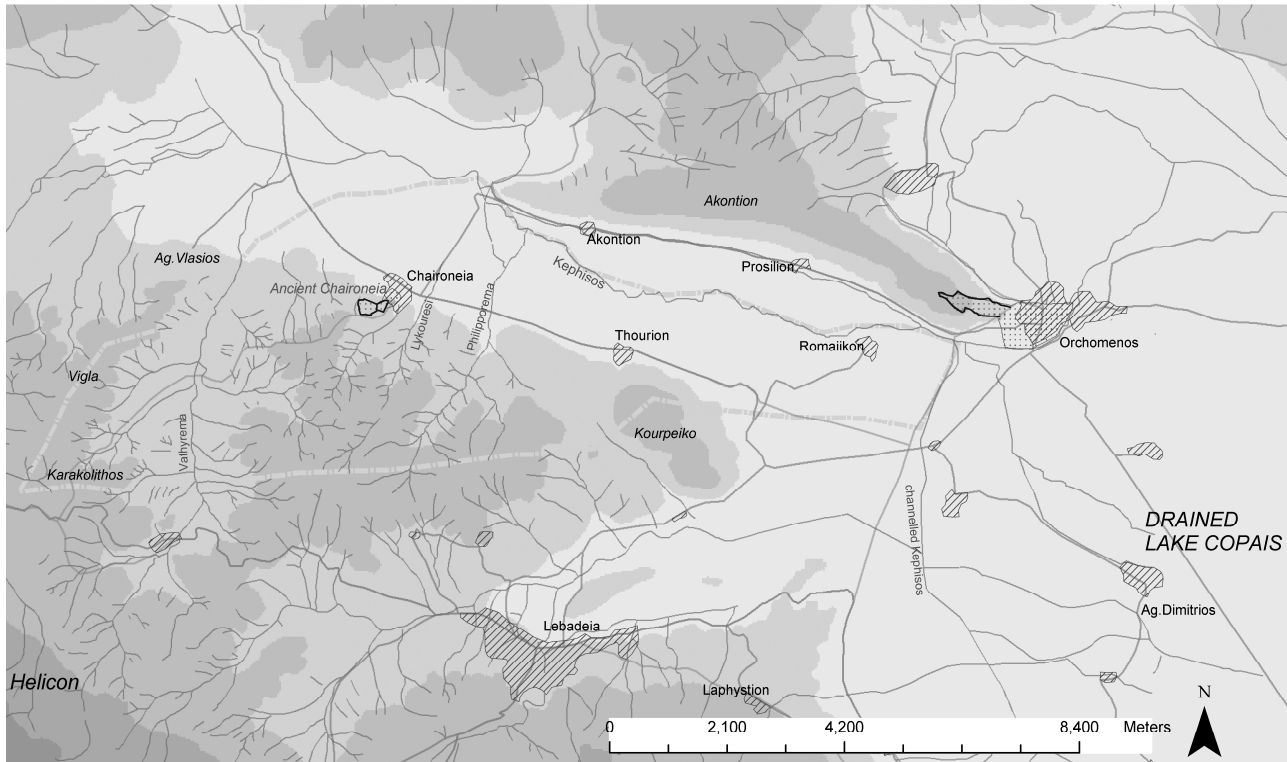 Akontion
Akontion
Ag.Vlasios
Kephisos
Prosilion
Chaironeia
Ancient Chaironeia
Lykouresi
Philipporema
Thourion
Romaiikon
Orchomenos
Vigla
Kourpeiko
Vathyrema
Karakolithos
channelled Kephisos
DRAINED
LAKE COPAIS
Ag.Dimitrios
Lebadeia
Helicon
Laphystion
N
0 2,100 4,200 8,400 Meters